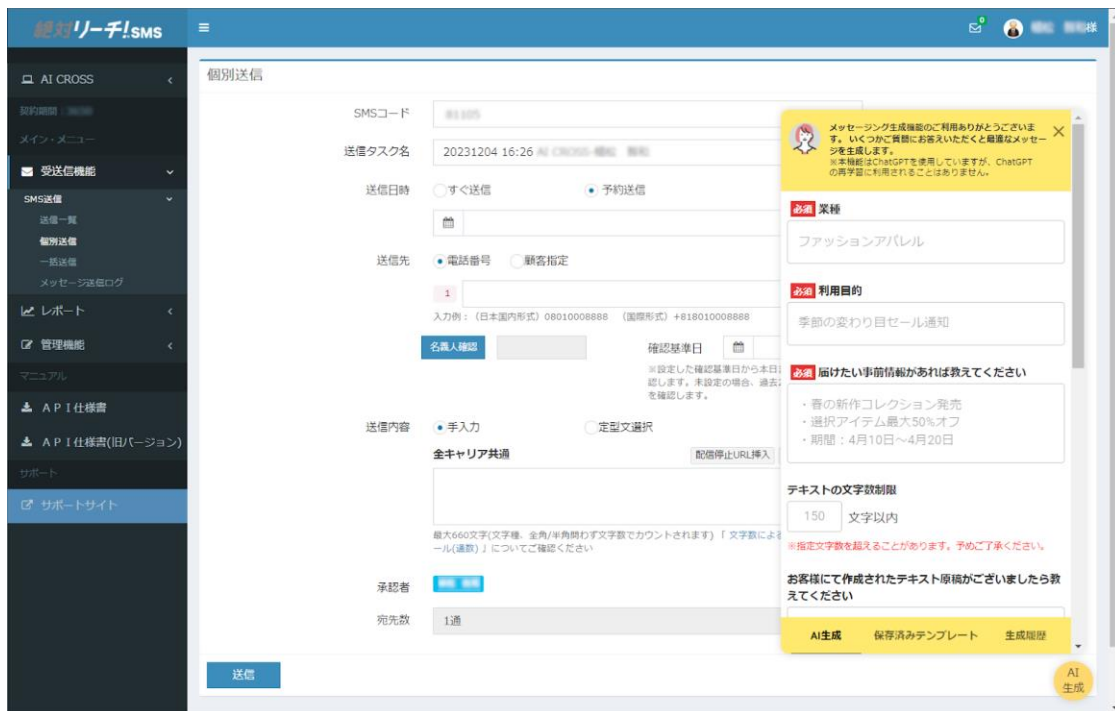 リーチ!SMS
0
様
AI CROSS
契約期間:
メイン・メニュー
受送信機能
SMS送信
送信一覧
個別送信
一括送信
メッセージ送信ログ
レポート
管理機能
マニュアル
API仕様書
API仕様書(旧バージョン)
サポート
サポートサイト
個別送信
SMSコード
81105
送信タスク名
20231204 16:26 AI CROSS-
送信日時
すぐ送信
予約送信
送信先
電話番号
顧客指定
1
入力例:(日本国内形式)08010008888 (国際形式)+818010008888
名義人確認
確認基準日
※設定した確認基準日から本日
認します。未設定の場合、過去
を確認します。
送信内容
手入力
定型文選択
全キャリア共通
配信停止URL挿入
最大660文字(文字種、全角/半角問わず文字数でカウントされます)「 文字数によ
ール(通数) 」についてご確認ください
承認者
宛先数
1通
送信
メッセージング生成機能のご利用ありがとうございま
す。いくつかご質問にお答えいただくと最適なメッセー
ジを生成します。
※本機能はChatGPTを使用していますが、ChatGPT
の再学習に利用されることはありません。
必須 業種
ファッションアパレル
必須 利用目的
季節の変わり目セール通知
必須 届けたい事前情報があれば教えてください
・春の新作コレクション発売
・選択アイテム最大50%オフ
・期間:4月10日~4月20日
テキストの文字数制限
150 文字以内
※指定文字数を超えることがあります。予めご了承ください。
お客様にて作成されたテキスト原稿がございましたら教
えてください
AI生成
保存済みテンプレート
生成履歴
AI
生成